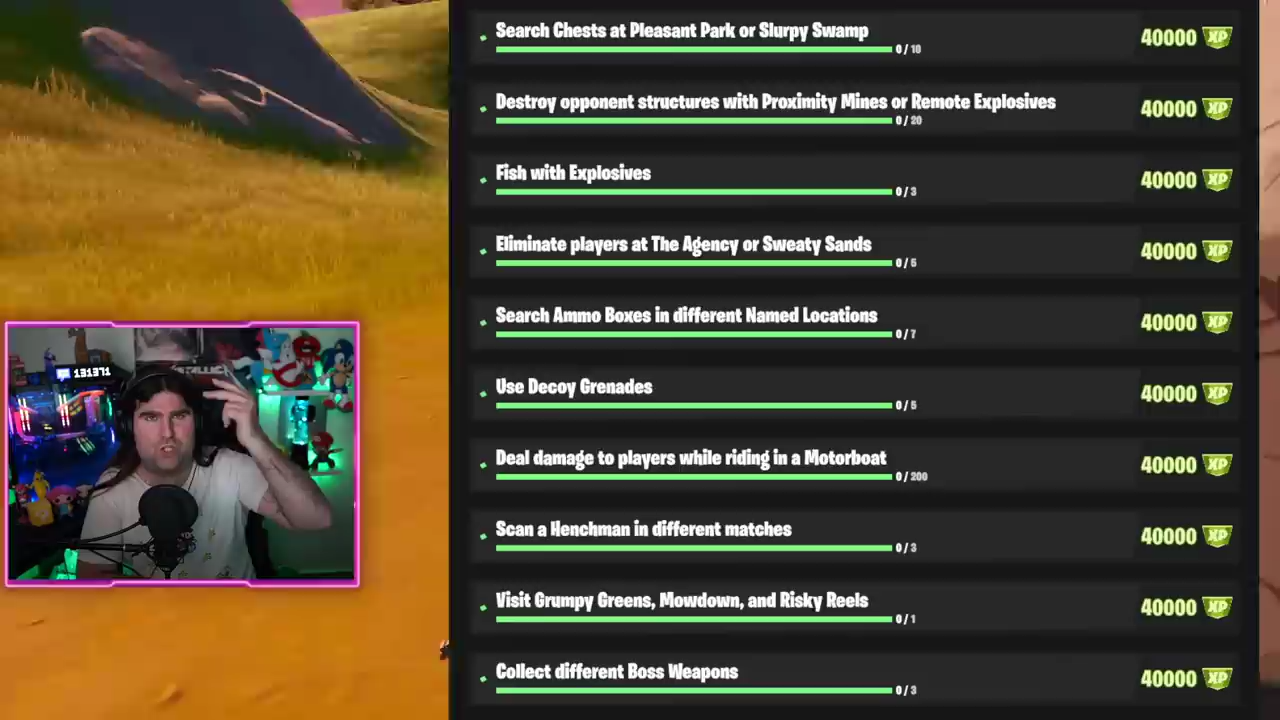 Search Chests at Pleasant Park or Slurpy Swamp
0 / 10
40000 XP
Destroy opponent structures with Proximity Mines or Remote Explosives
0 / 20
40000 XP
Fish with Explosives
0 / 3
40000 XP
Eliminate players at The Agency or Sweaty Sands
0 / 5
40000 XP
Search Ammo Boxes in different Named Locations
0 / 7
40000 XP
Use Decoy Grenades
0 / 5
40000 XP
Deal damage to players while riding in a Motorboat
0 / 200
40000 XP
Scan a Henchman in different matches
0 / 3
40000 XP
Visit Grumpy Greens, Mowdown, and Risky Reels
0 / 1
40000 XP
Collect different Boss Weapons
0 / 3
40000 XP
131371
METALLICA